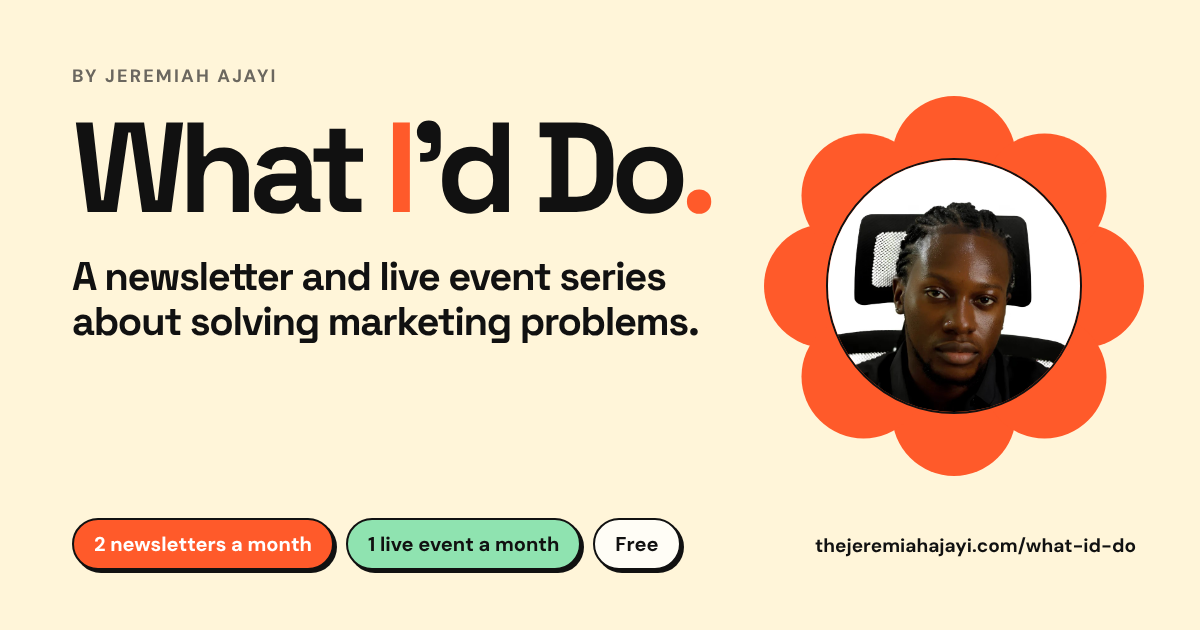 BY JEREMIAH AJAYI
What I’d Do.
A newsletter and live event series
about solving marketing problems.
2 newsletters a month
1 live event a month
Free
thejeremiahajayi.com/what-id-do